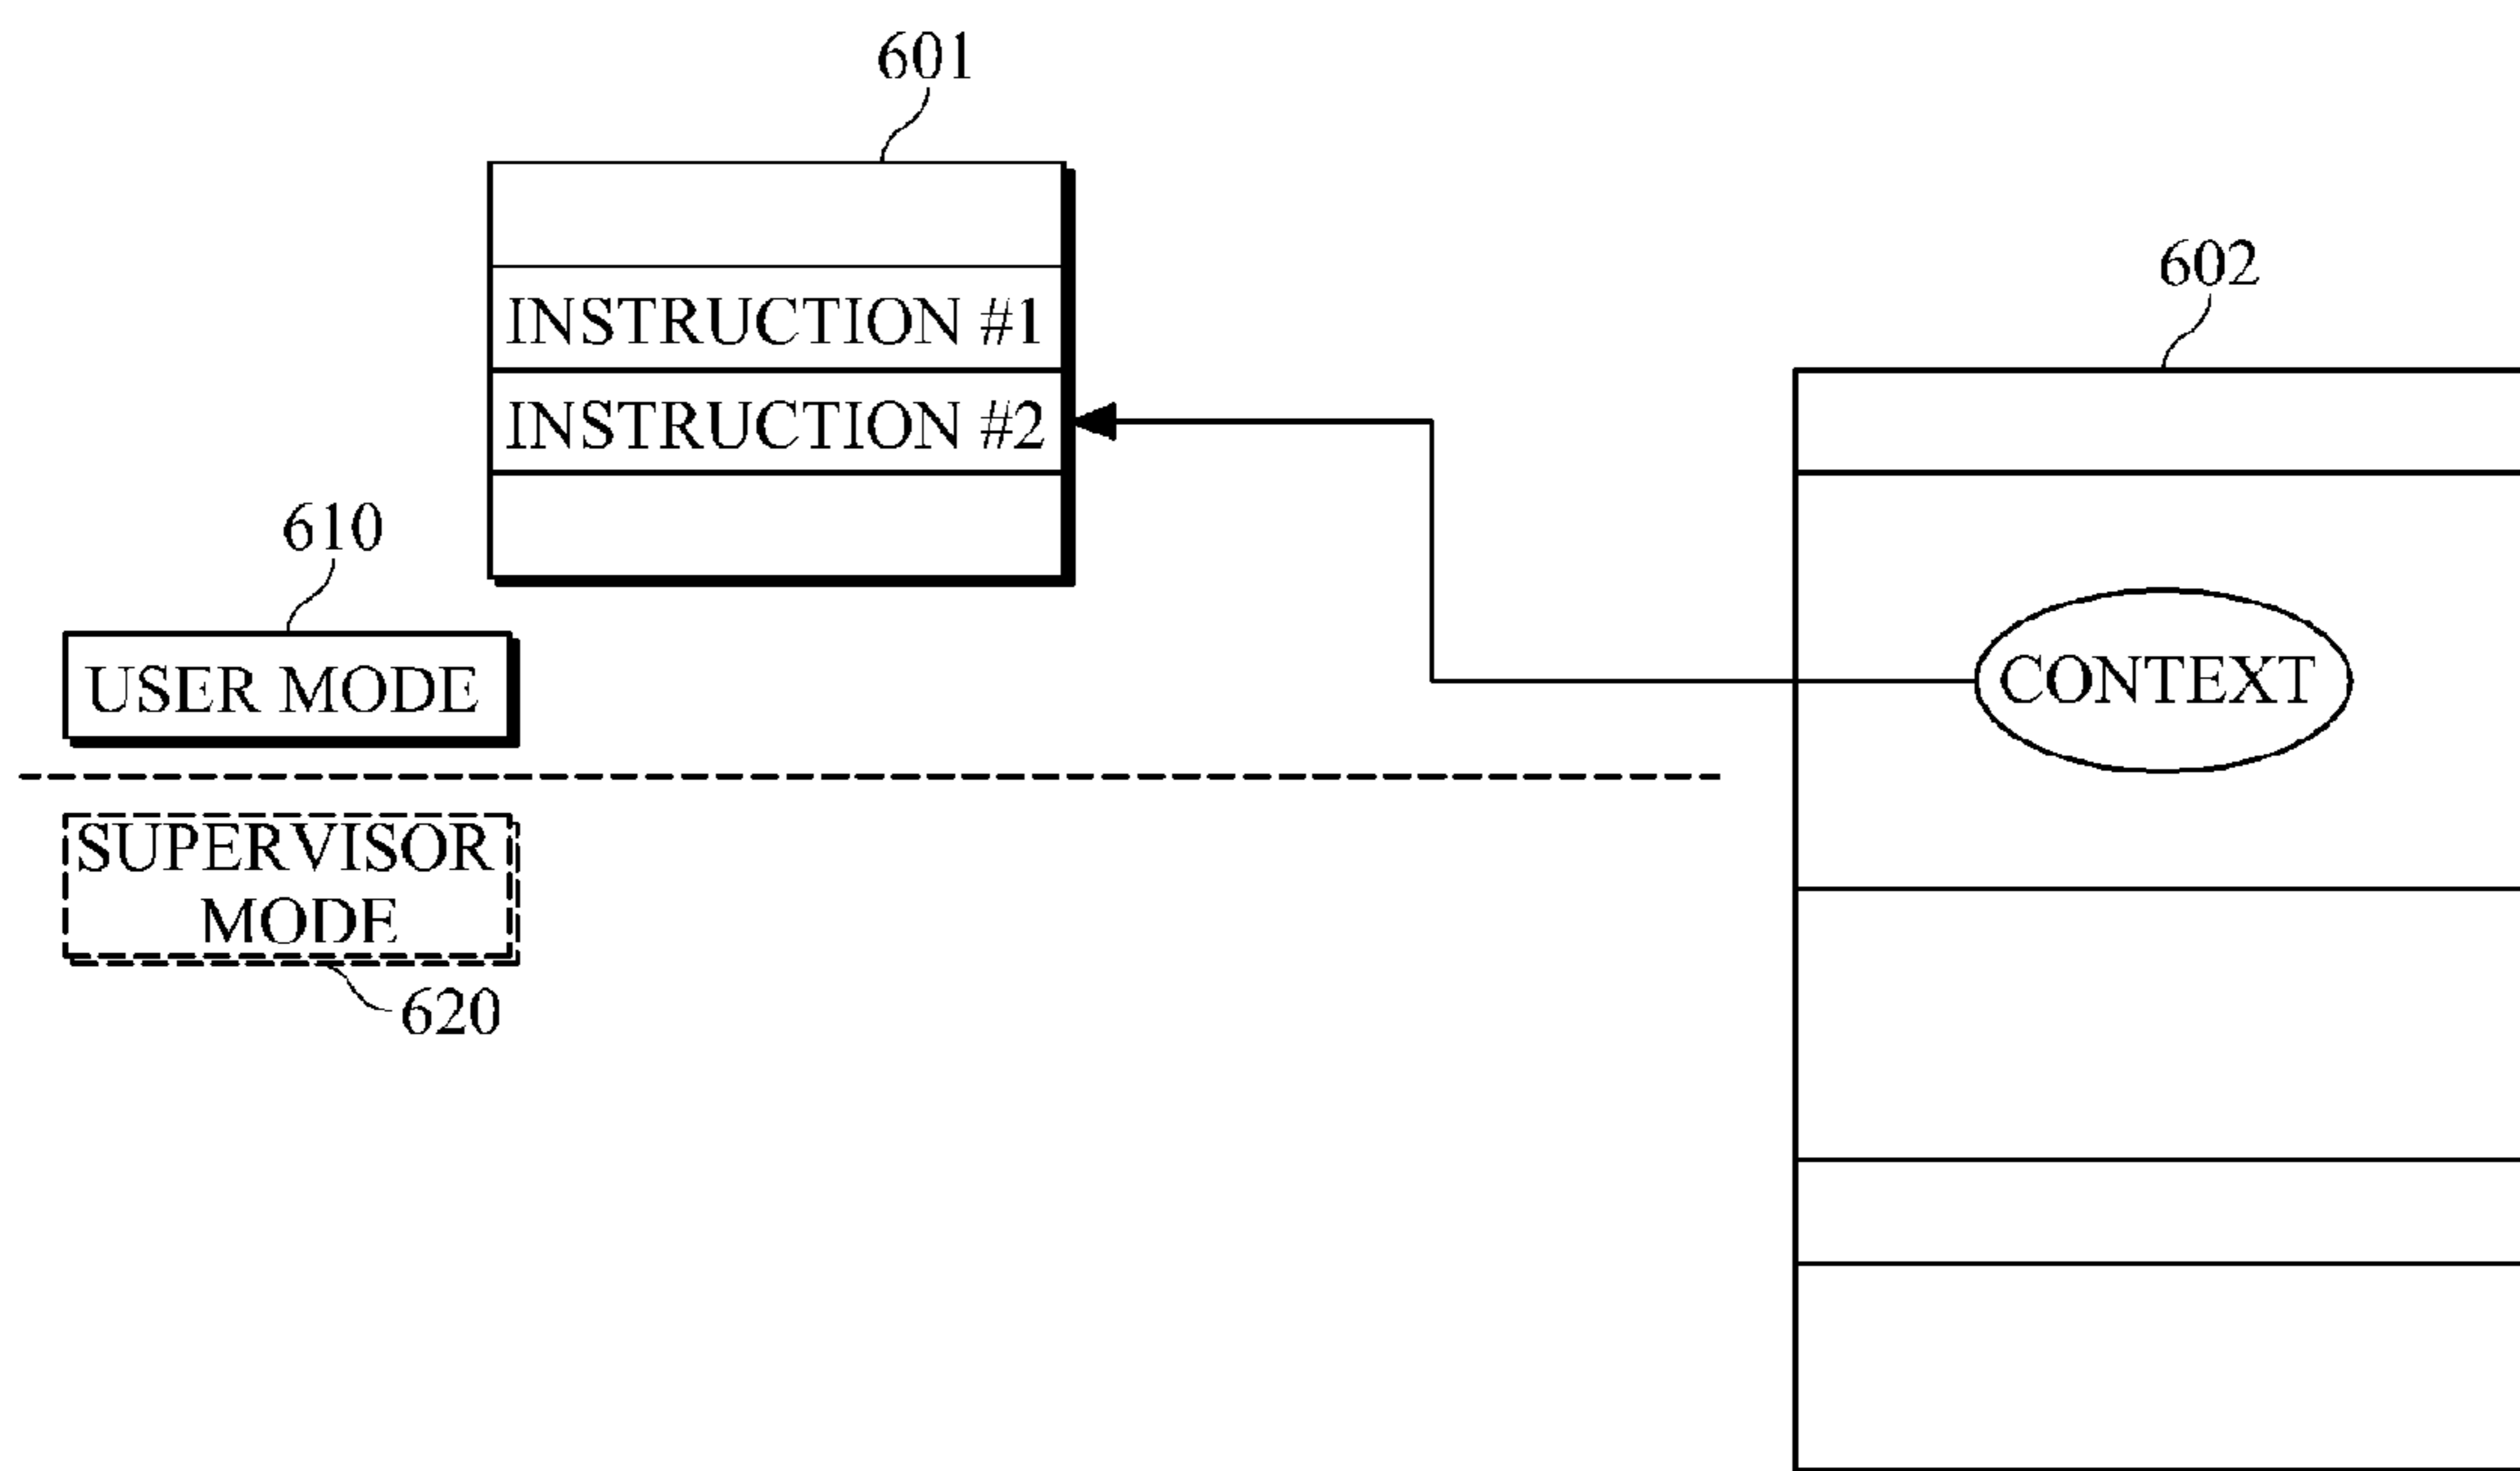 601
INSTRUCTION #1
INSTRUCTION #2
602
610
USER MODE
CONTEXT
SUPERVISOR
MODE
620